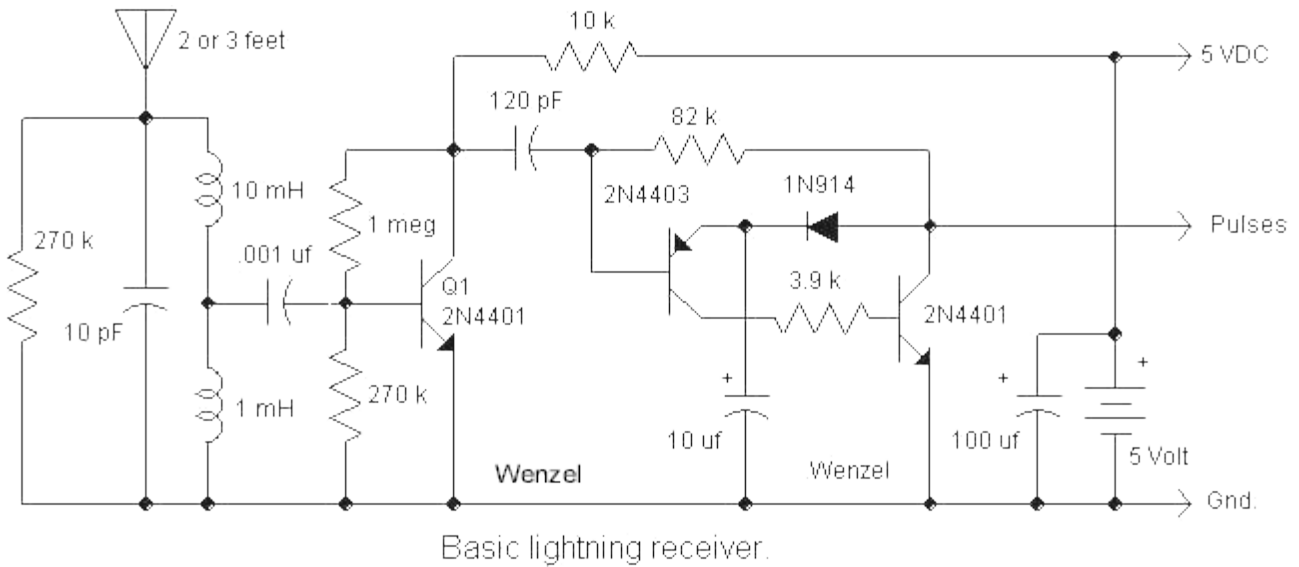 10 k
2 or 3 feet
5 VDC
120 pF
82 k
10 mH
1 meg
2N4403
1N914
270 k
.001 uf
Pulses
3.9 k
Q1
2N4401
2N4401
10 pF
1 mH
270 k
+
+
+
10 uf
100 uf
5 Volt
Wenzel
Wenzel
Gnd.
Basic lightning receiver.